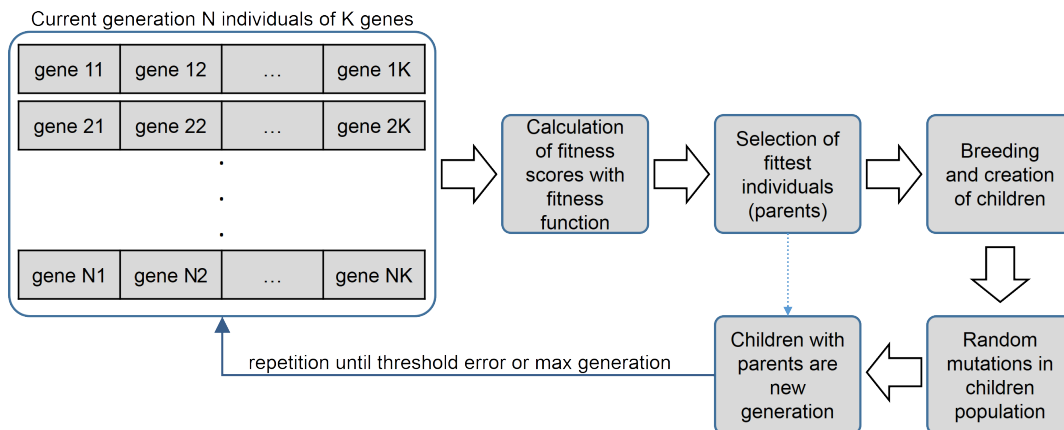 Current generation N individuals of K genes
gene 11 gene 12 ... gene 1K
gene 21 gene 22 ... gene 2K
gene N1 gene N2 ... gene NK
Calculation
of fitness
scores with
fitness
function
Selection of
fittest
individuals
(parents)
Breeding
and creation
of children
Random
mutations in
children
population
Children with
parents are
new
generation
repetition until threshold error or max generation